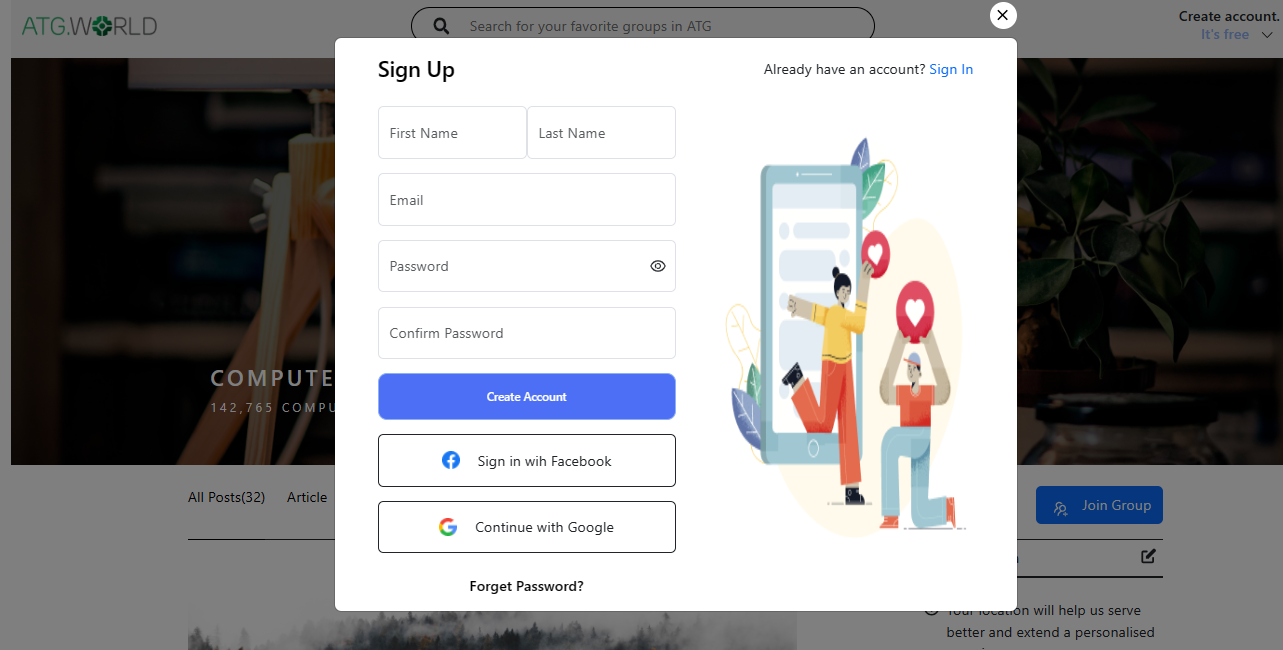 ATG.WORLD
Search for your favorite groups in ATG
Create account.
It's free
Sign Up
Already have an account? Sign In
First Name
Last Name
Email
Password
Confirm Password
Create Account
Sign in wih Facebook
Continue with Google
Forget Password?
COMPUTE
142,765 COMPU
All Posts(32)
Article
Join Group
Your location will help us serve
better and extend a personalised